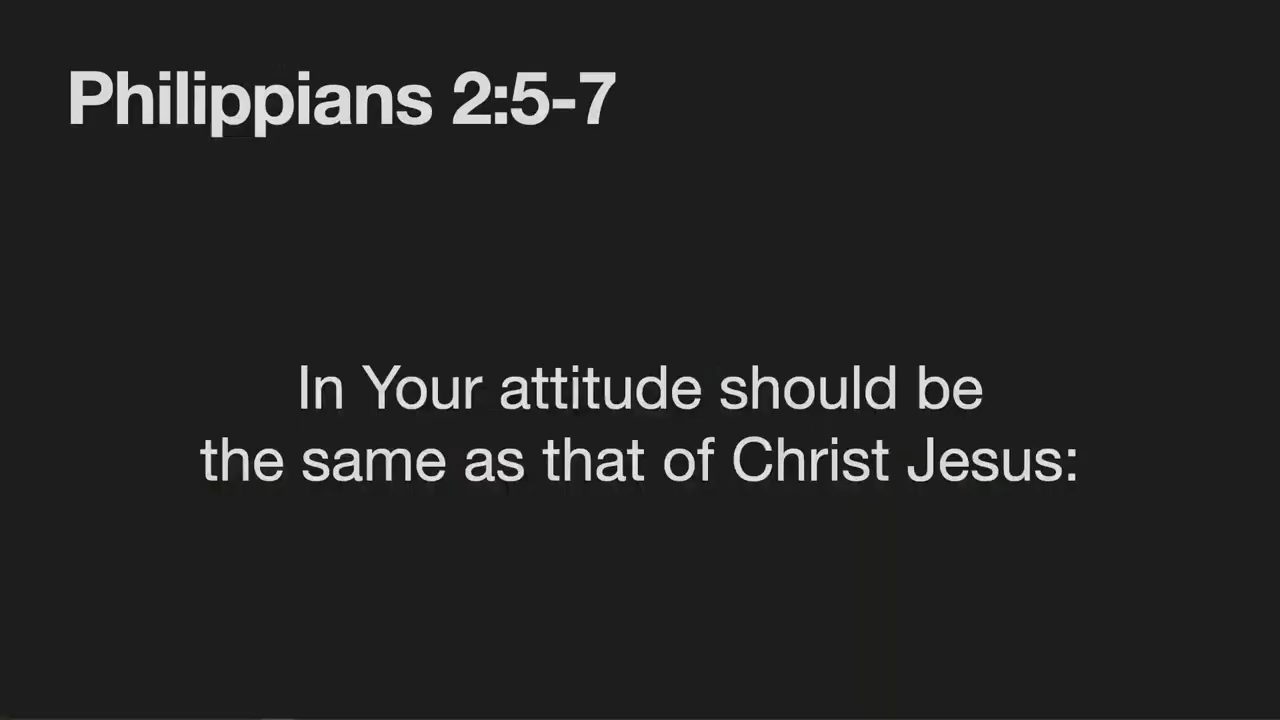 Philippians 2:5-7
In Your attitude should be
the same as that of Christ Jesus: